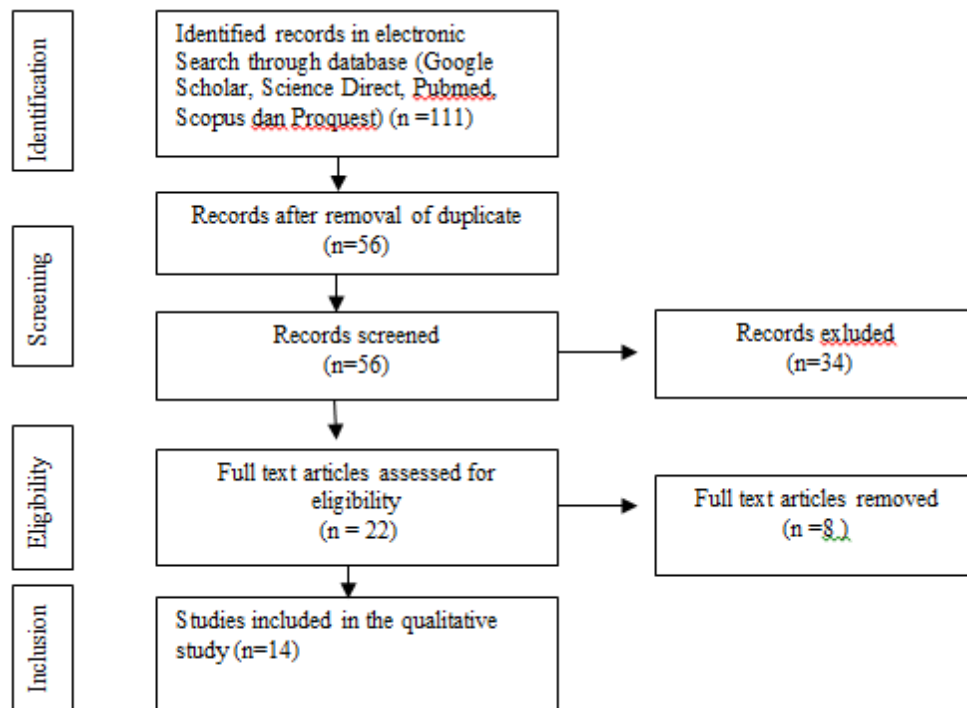 Identification
Identified records in electronic
Search through database (Google
Scholar, Science Direct, Pubmed,
Scopus dan Proquest) (n =111)
Records after removal of duplicate
(n=56)
Screening
Records screened
(n=56)
Records exluded
(n=34)
Eligibility
Full text articles assessed for
eligibility
(n = 22)
Full text articles removed
(n =8 )
Inclusion
Studies included in the qualitative
study (n=14)